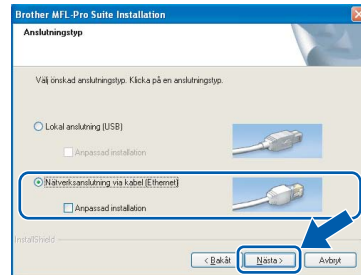 Brother MFL-Pro Suite Installation
Anslutningstyp
Välj önskad anslutningstyp. Klicka på en anslutningstyp.
Lokal anslutning (USB)
Anpassad installation
Nätverksanslutning via kabel (Ethernet)
Anpassad installation
InstallShield
< Bakåt
Nästa >
Avbryt